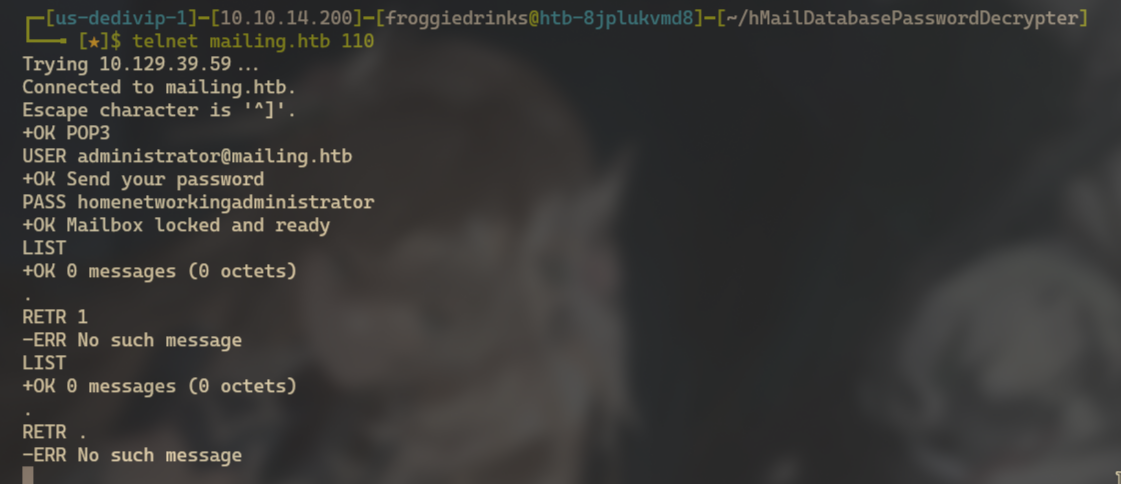 ┌─[us-dedivip-1]─[10.10.14.200]─[froggiedrinks@htb-8jplukvmd8]─[~/hMailDatabasePasswordDecrypter]
└──╼ [★]$ telnet mailing.htb 110
Trying 10.129.39.59...
Connected to mailing.htb.
Escape character is '^]'.
+OK POP3
USER administrator@mailing.htb
+OK Send your password
PASS homenetworkingadministrator
+OK Mailbox locked and ready
LIST
+OK 0 messages (0 octets)
.
RETR 1
-ERR No such message
LIST
+OK 0 messages (0 octets)
.
RETR .
-ERR No such message